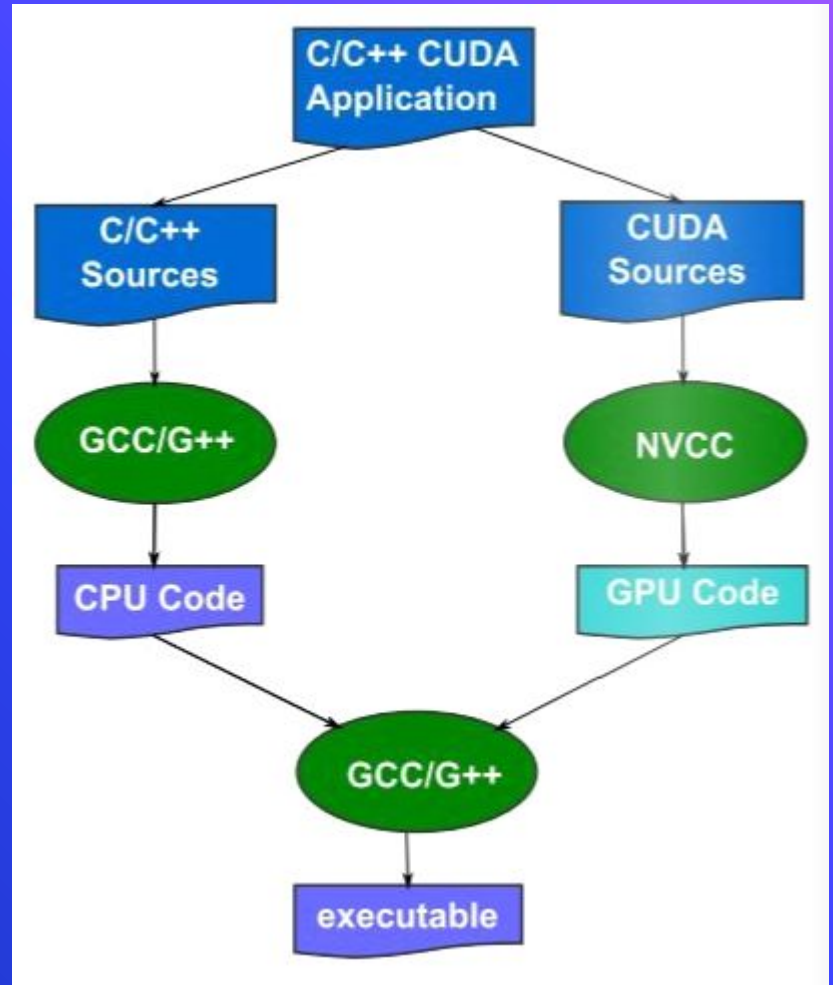 C/C++ CUDA
Application
C/C++
Sources
CUDA
Sources
GCC/G++
NVCC
CPU Code
GPU Code
GCC/G++
executable